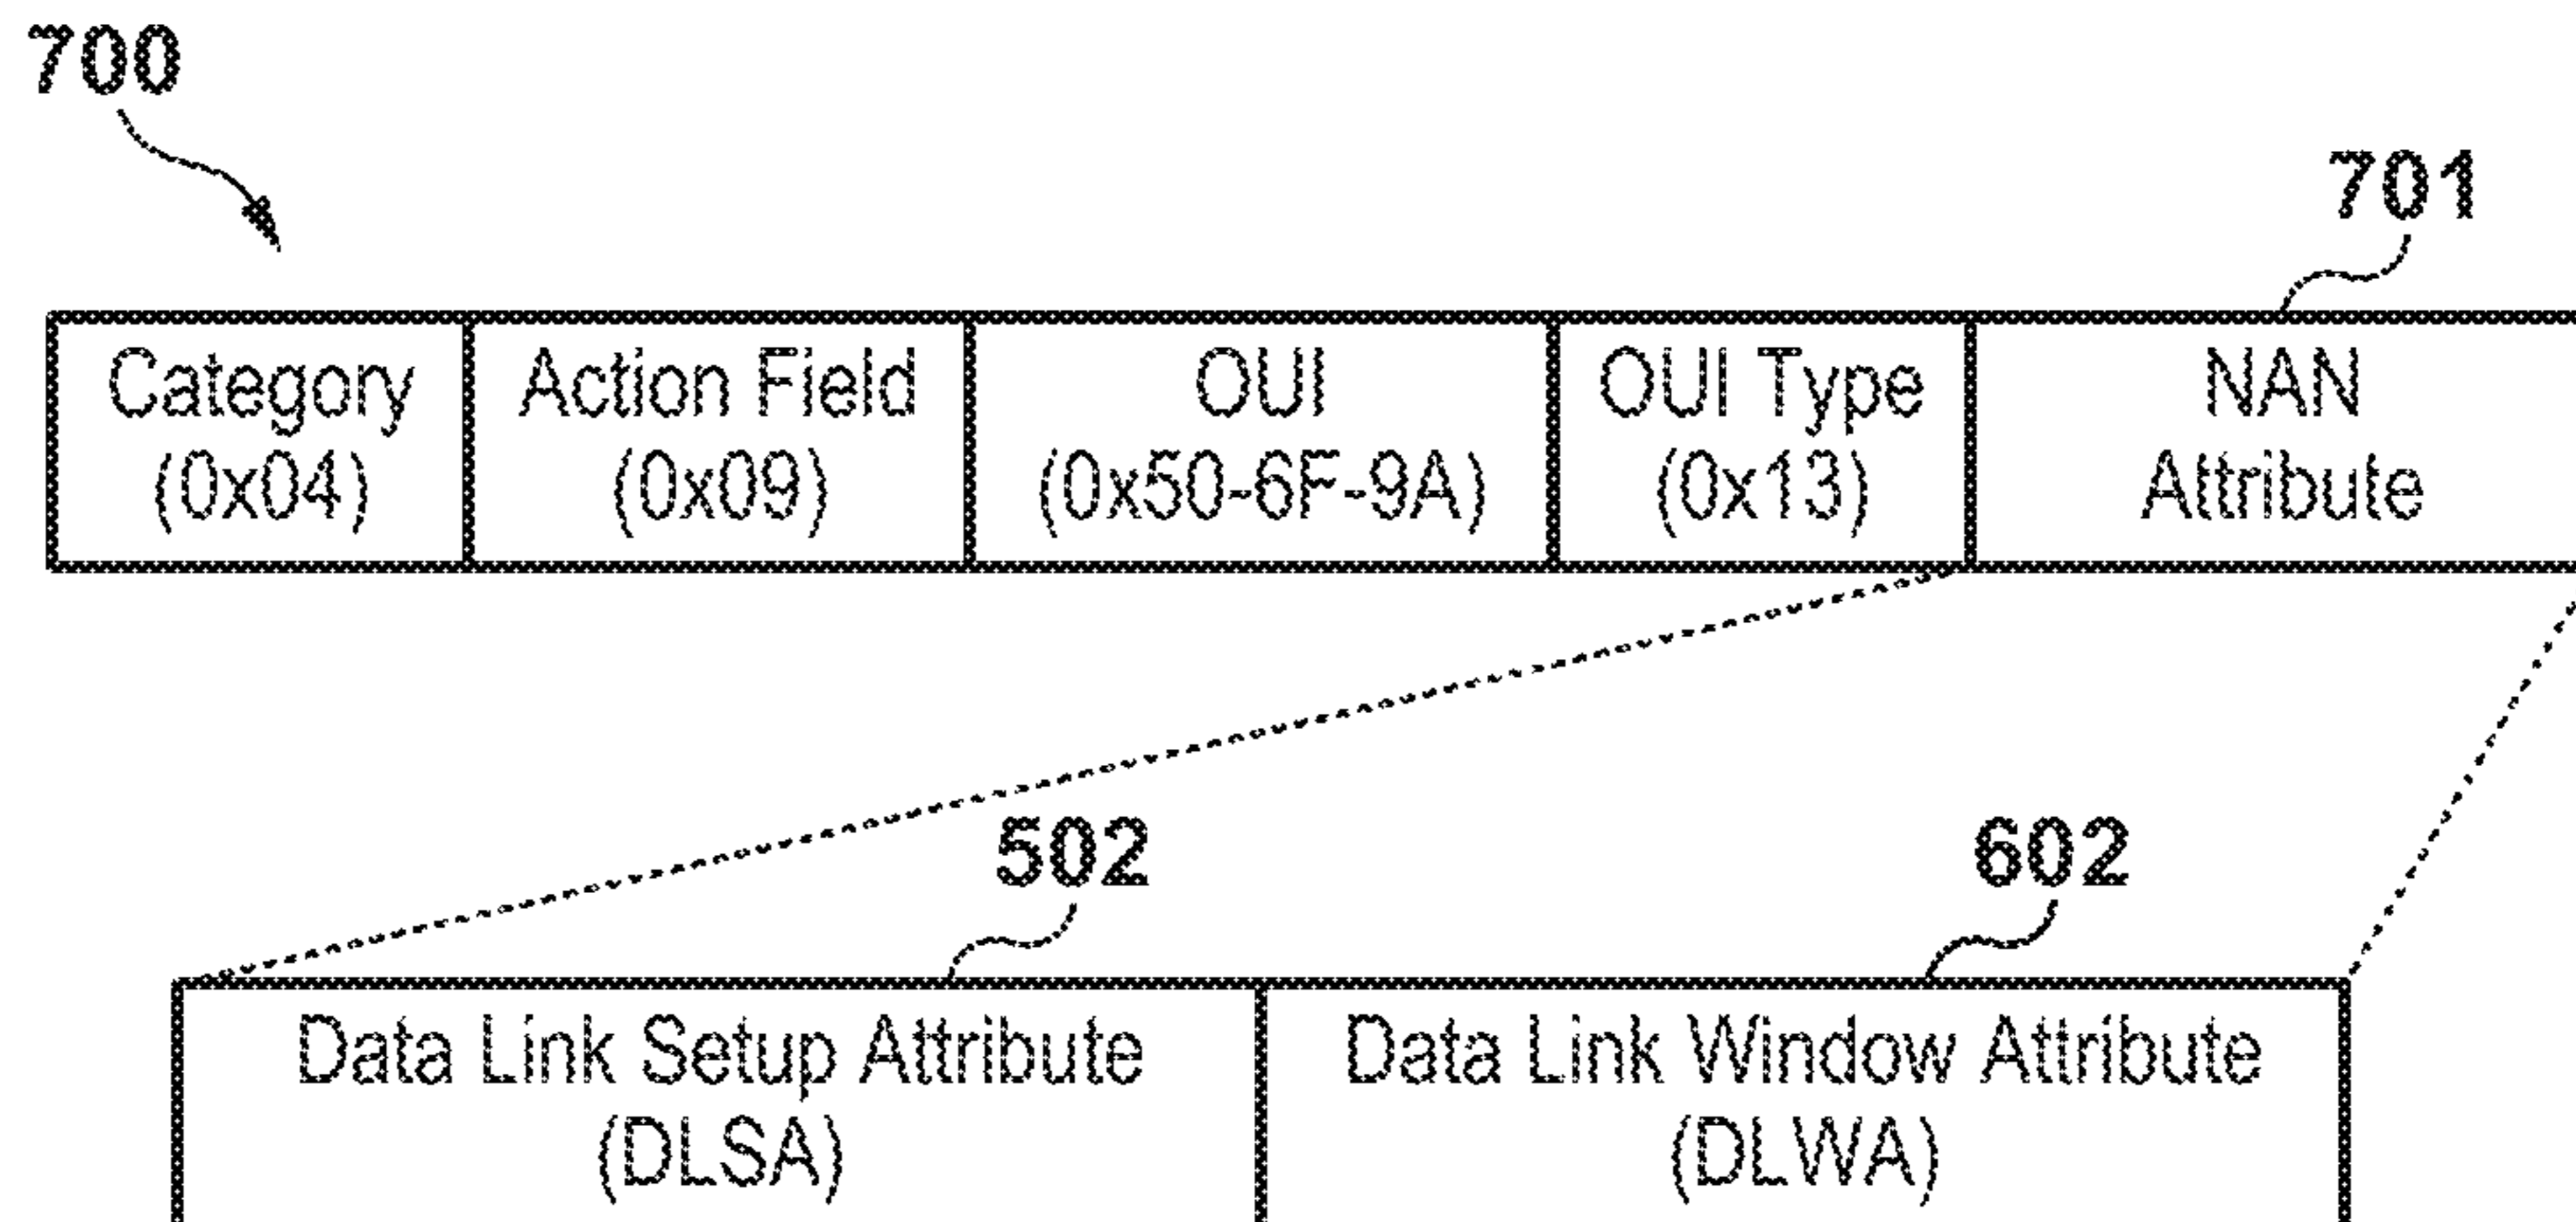 700
701
Category
(0x04)
Action Field
(0x09)
OUI
(0x50-6F-9A)
OUI Type
(0x13)
NAN
Attribute
502
602
Data Link Setup Attribute
(DLSA)
Data Link Window Attribute
(DLWA)